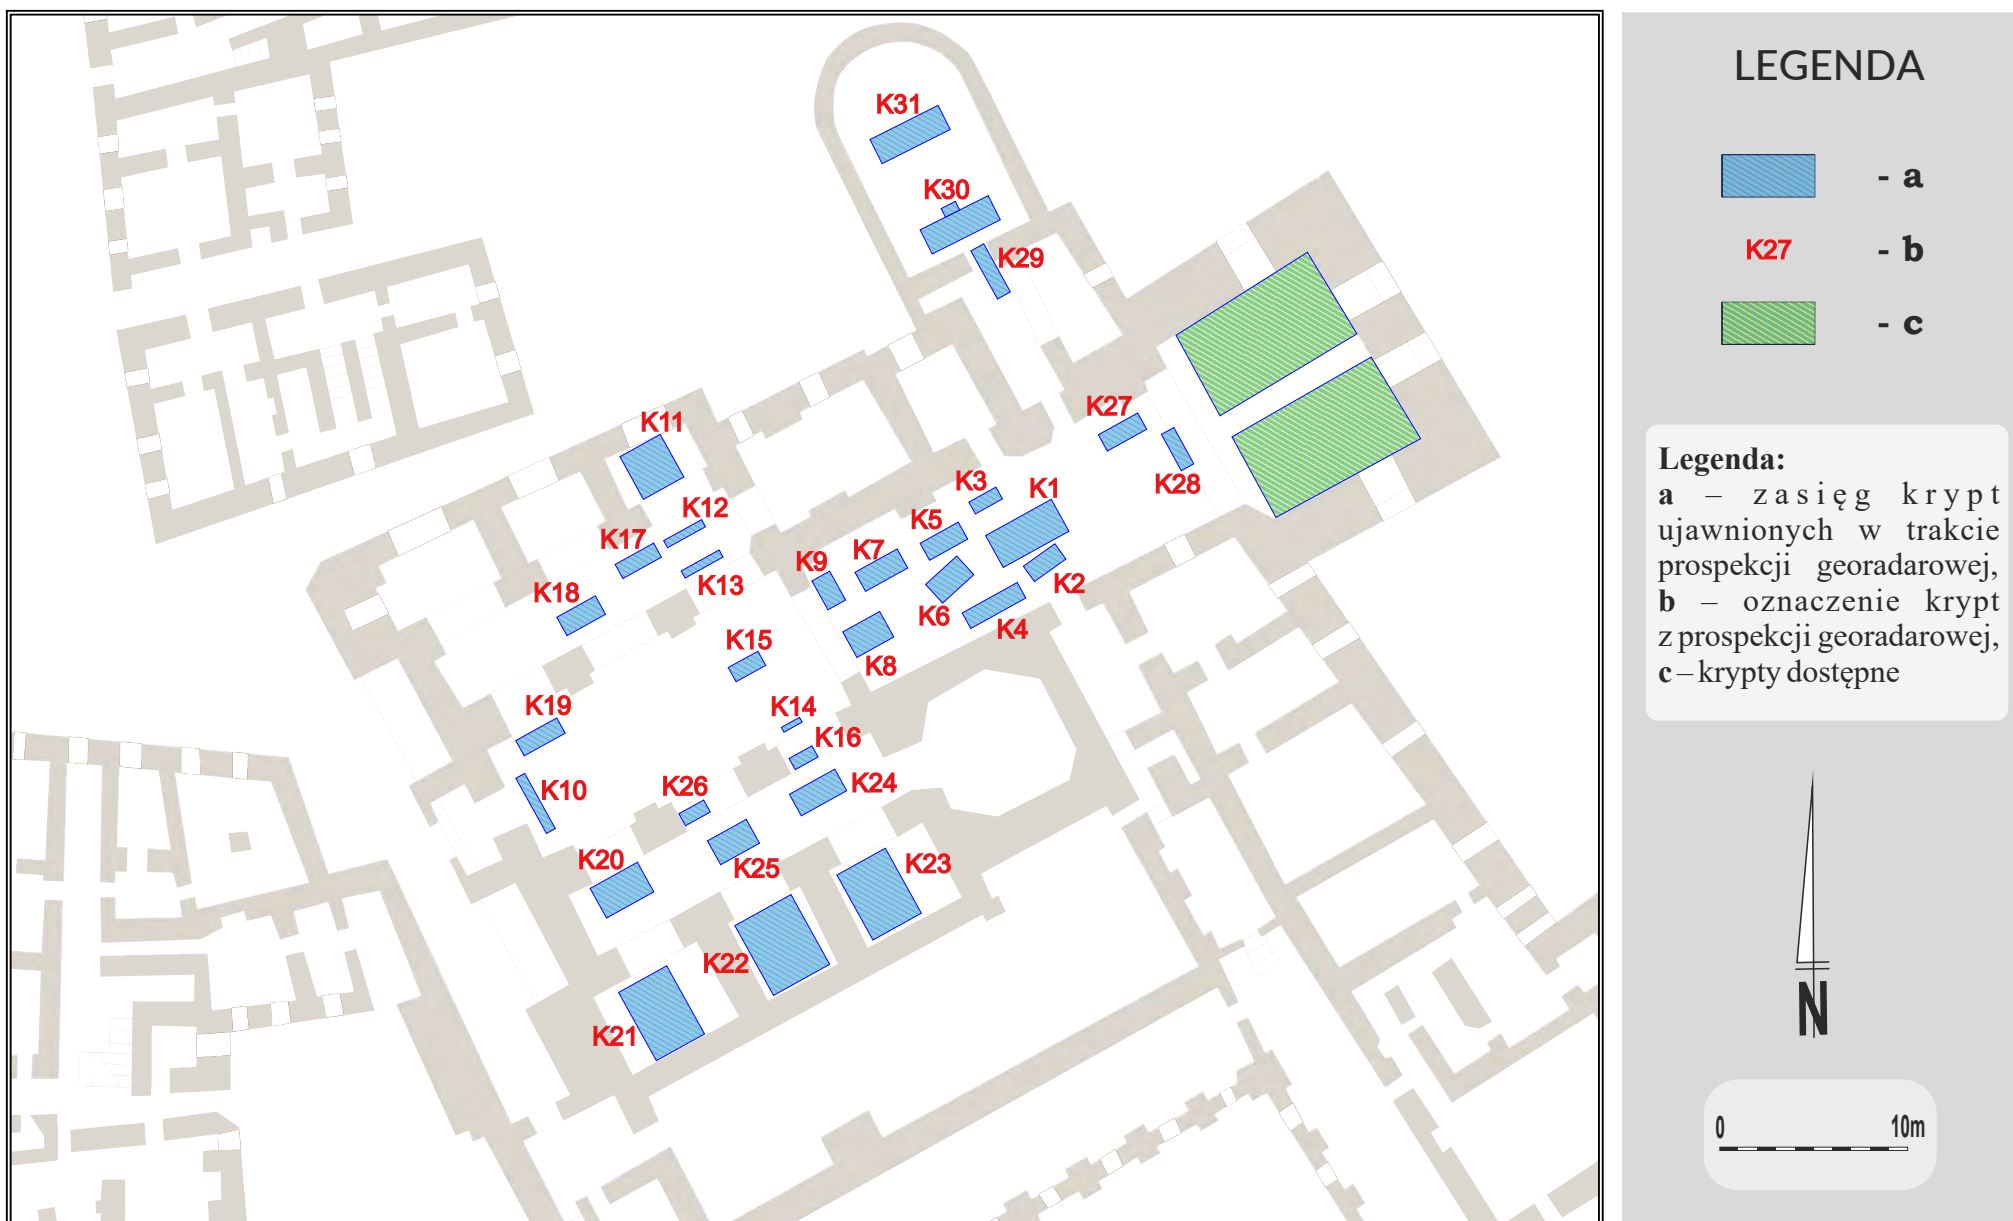 LEGENDA
- a
K27
- b
- c
Legenda:
a – zasięg krypt
ujawnionych w trakcie
prospekcji georadarowej,
b – oznaczenie krypt
z prospekcji georadarowej,
c – krypty dostępne
N
0 10m
K31
K30
K29
K27
K28
K11
K3
K1
K12
K5
K17
K9
K7
K13
K2
K18
K6
K4
K15
K8
K19
K14
K16
K10
K26
K24
K20
K25
K23
K22
K21